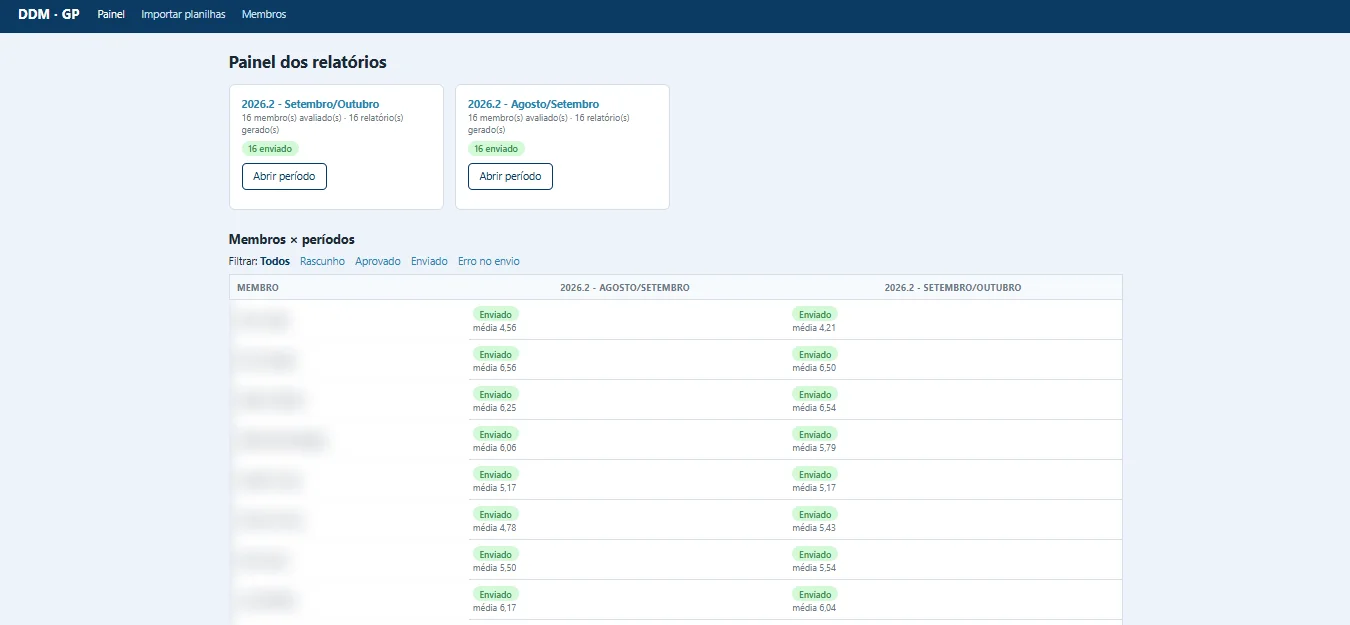 DDM · GP Painel Importar planilhas Membros
Painel dos relatórios
2026.2 - Setembro/Outubro
16 membro(s) avaliado(s) · 16 relatório(s)
gerado(s)
16 enviado
Abrir período
2026.2 - Agosto/Setembro
16 membro(s) avaliado(s) · 16 relatório(s)
gerado(s)
16 enviado
Abrir período
Membros × períodos
Filtrar: Todos Rascunho Aprovado Enviado Erro no envio
MEMBRO 2026.2 - AGOSTO/SETEMBRO 2026.2 - SETEMBRO/OUTUBRO
Enviado Enviado
média 4,56 média 4,21
Enviado Enviado
média 6,56 média 6,50
Enviado Enviado
média 6,25 média 6,54
Enviado Enviado
média 6,06 média 5,79
Enviado Enviado
média 5,17 média 5,17
Enviado Enviado
média 4,78 média 5,43
Enviado Enviado
média 5,50 média 5,54
Enviado Enviado
média 6,17 média 6,04